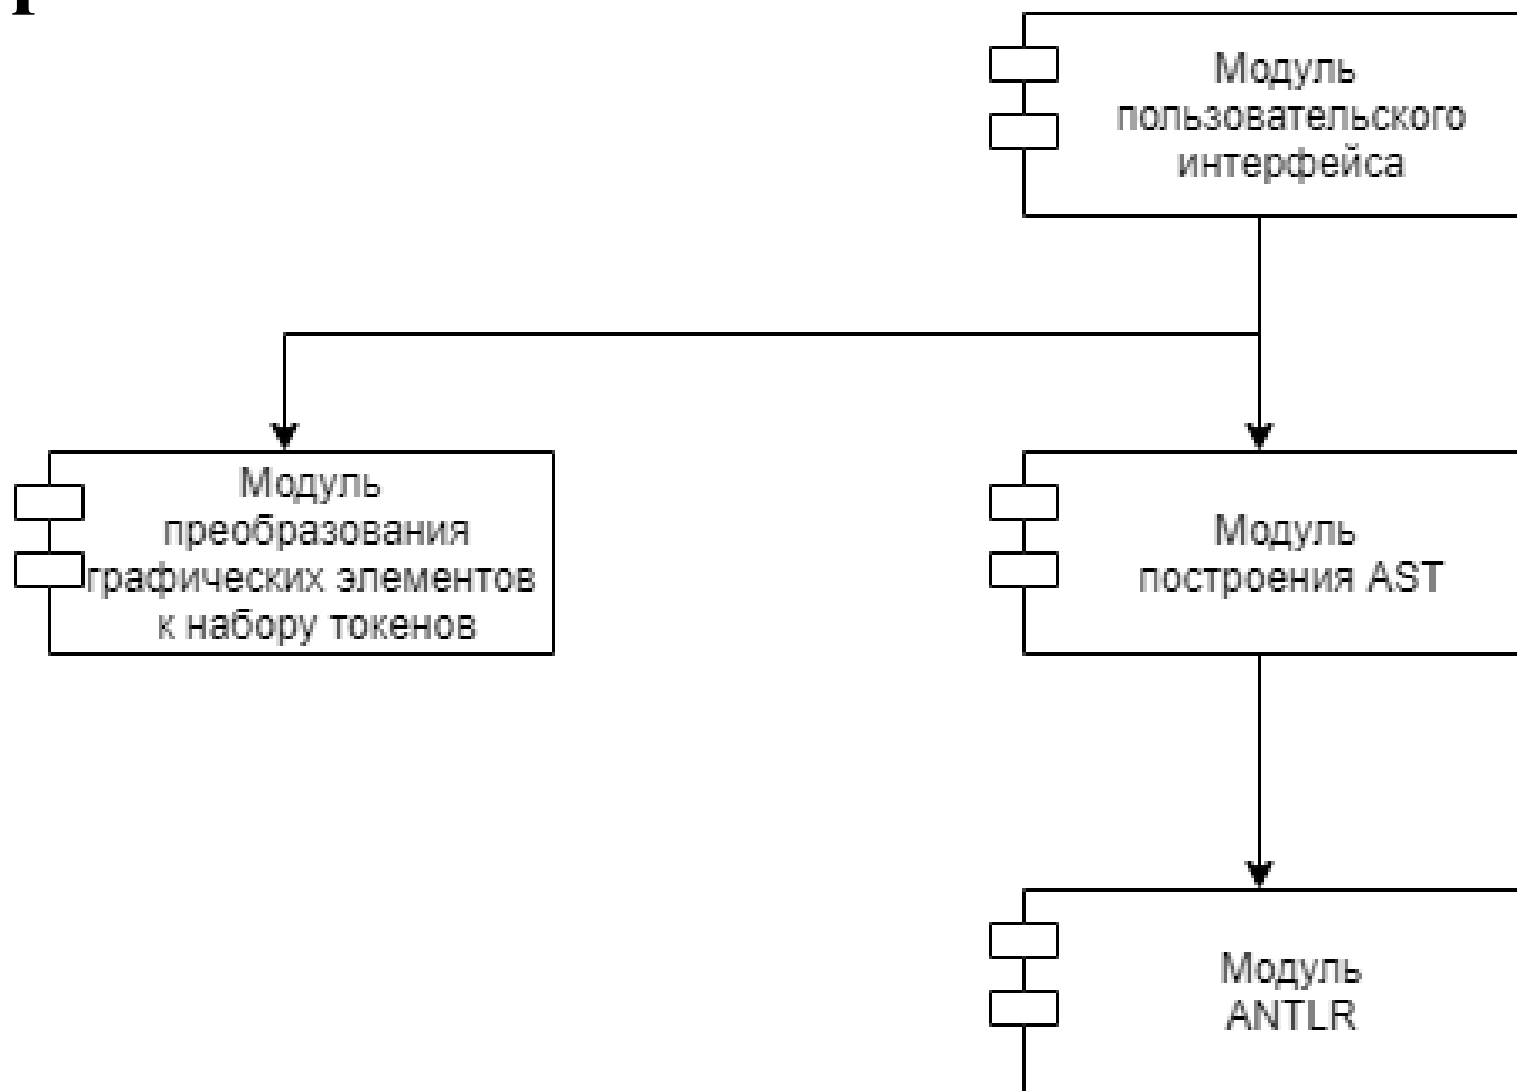 Модуль
пользовательского
интерфейса
Модуль
преобразования
графических элементов
к набору токенов
Модуль
построения AST
Модуль
ANTLR